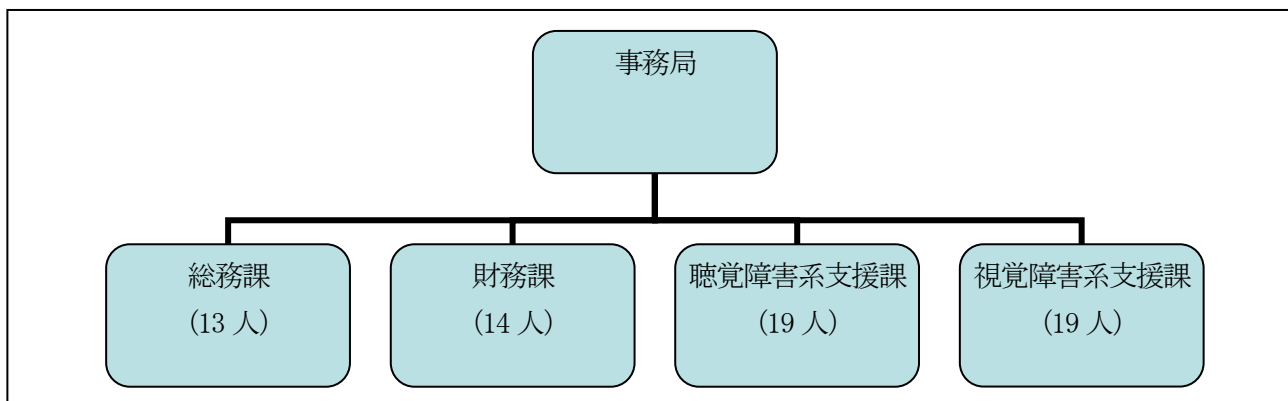 事務局
総務課
(13 人)
財務課
(14 人)
聴覚障害系支援課
(19 人)
視覚障害系支援課
(19 人)